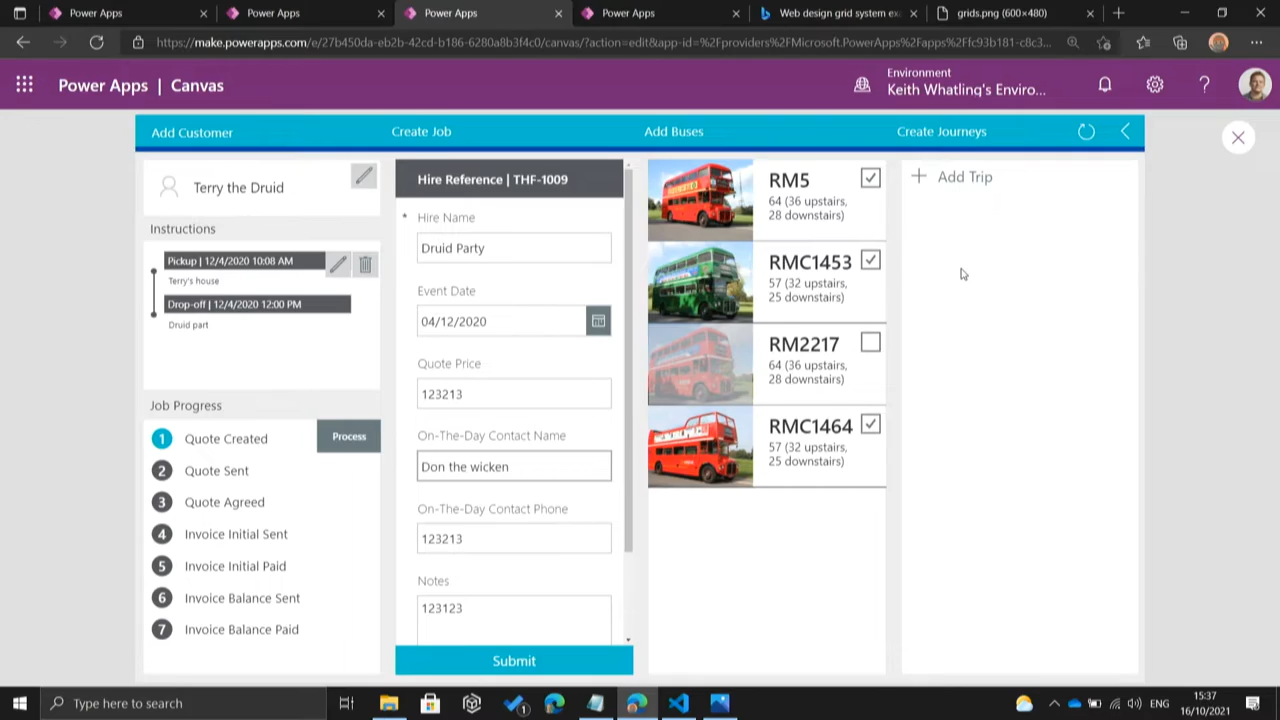 Power Apps
Power Apps
Power Apps
Power Apps
Web design grid system ex
grids.png (600×480)
https://make.powerapps.com/e/27b450da-eb2b-42cd-b186-6280a8b3f4c0/canvas/?action=edit&app-id=%2Fproviders%2FMicrosoft.PowerApps%2Fapps%2Ffc93b181-c8c3...
Power Apps | Canvas
Environment
Keith Whatling's Enviro...
Add Customer
Create Job
Add Buses
Create Journeys
Terry the Druid
Instructions
Pickup | 12/4/2020 10:08 AM
Terry's house
Drop-off | 12/4/2020 12:00 PM
Druid part
Job Progress
1 Quote Created
Process
2 Quote Sent
3 Quote Agreed
4 Invoice Initial Sent
5 Invoice Initial Paid
6 Invoice Balance Sent
7 Invoice Balance Paid
Hire Reference | THF-1009
* Hire Name
Druid Party
Event Date
04/12/2020
Quote Price
123213
On-The-Day Contact Name
Don the wicken
On-The-Day Contact Phone
123213
Notes
123123
Submit
RM5
64 (36 upstairs,
28 downstairs)
RMC1453
57 (32 upstairs,
25 downstairs)
RM2217
64 (36 upstairs,
28 downstairs)
RMC1464
57 (32 upstairs,
25 downstairs)
Add Trip
Type here to search
1
ENG
15:37
16/10/2021